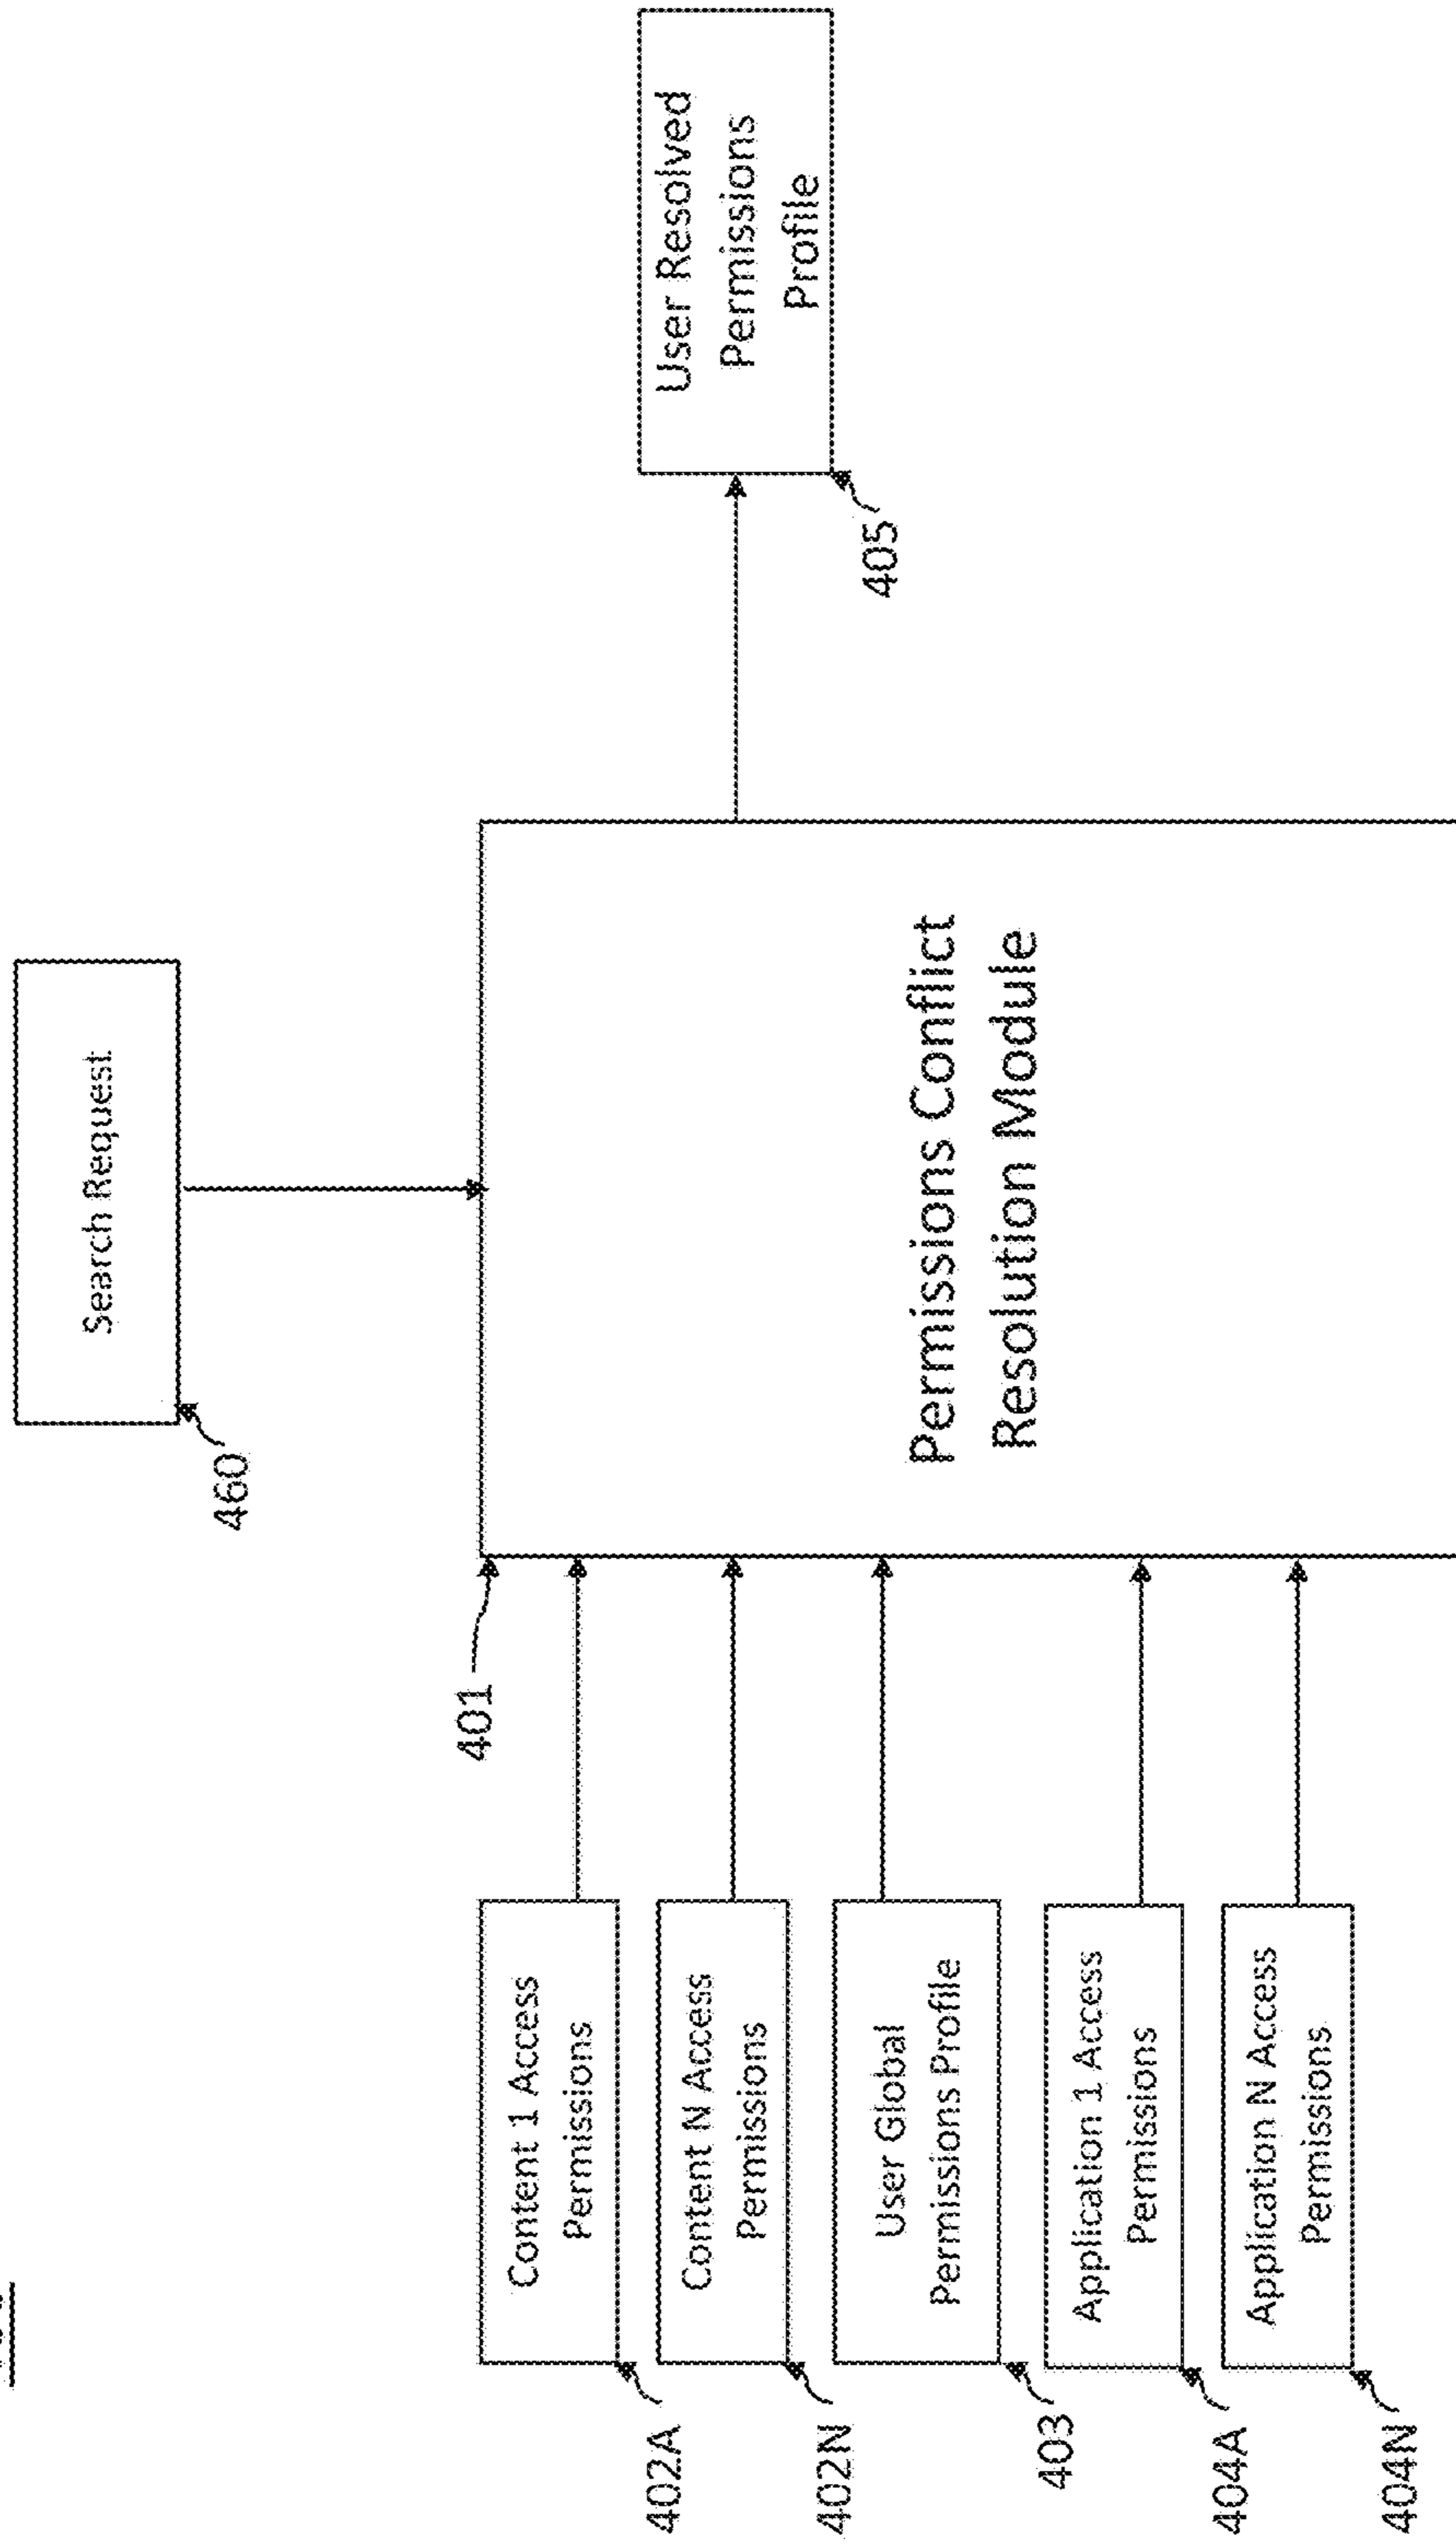 Search Request
460
401
Content 1 Access
Permissions
402A
Content N Access
Permissions
402N
User Global
Permissions Profile
403
Application 1 Access
Permissions
404A
Application N Access
Permissions
404N
Permissions Conflict
Resolution Module
User Resolved
Permissions
Profile
405